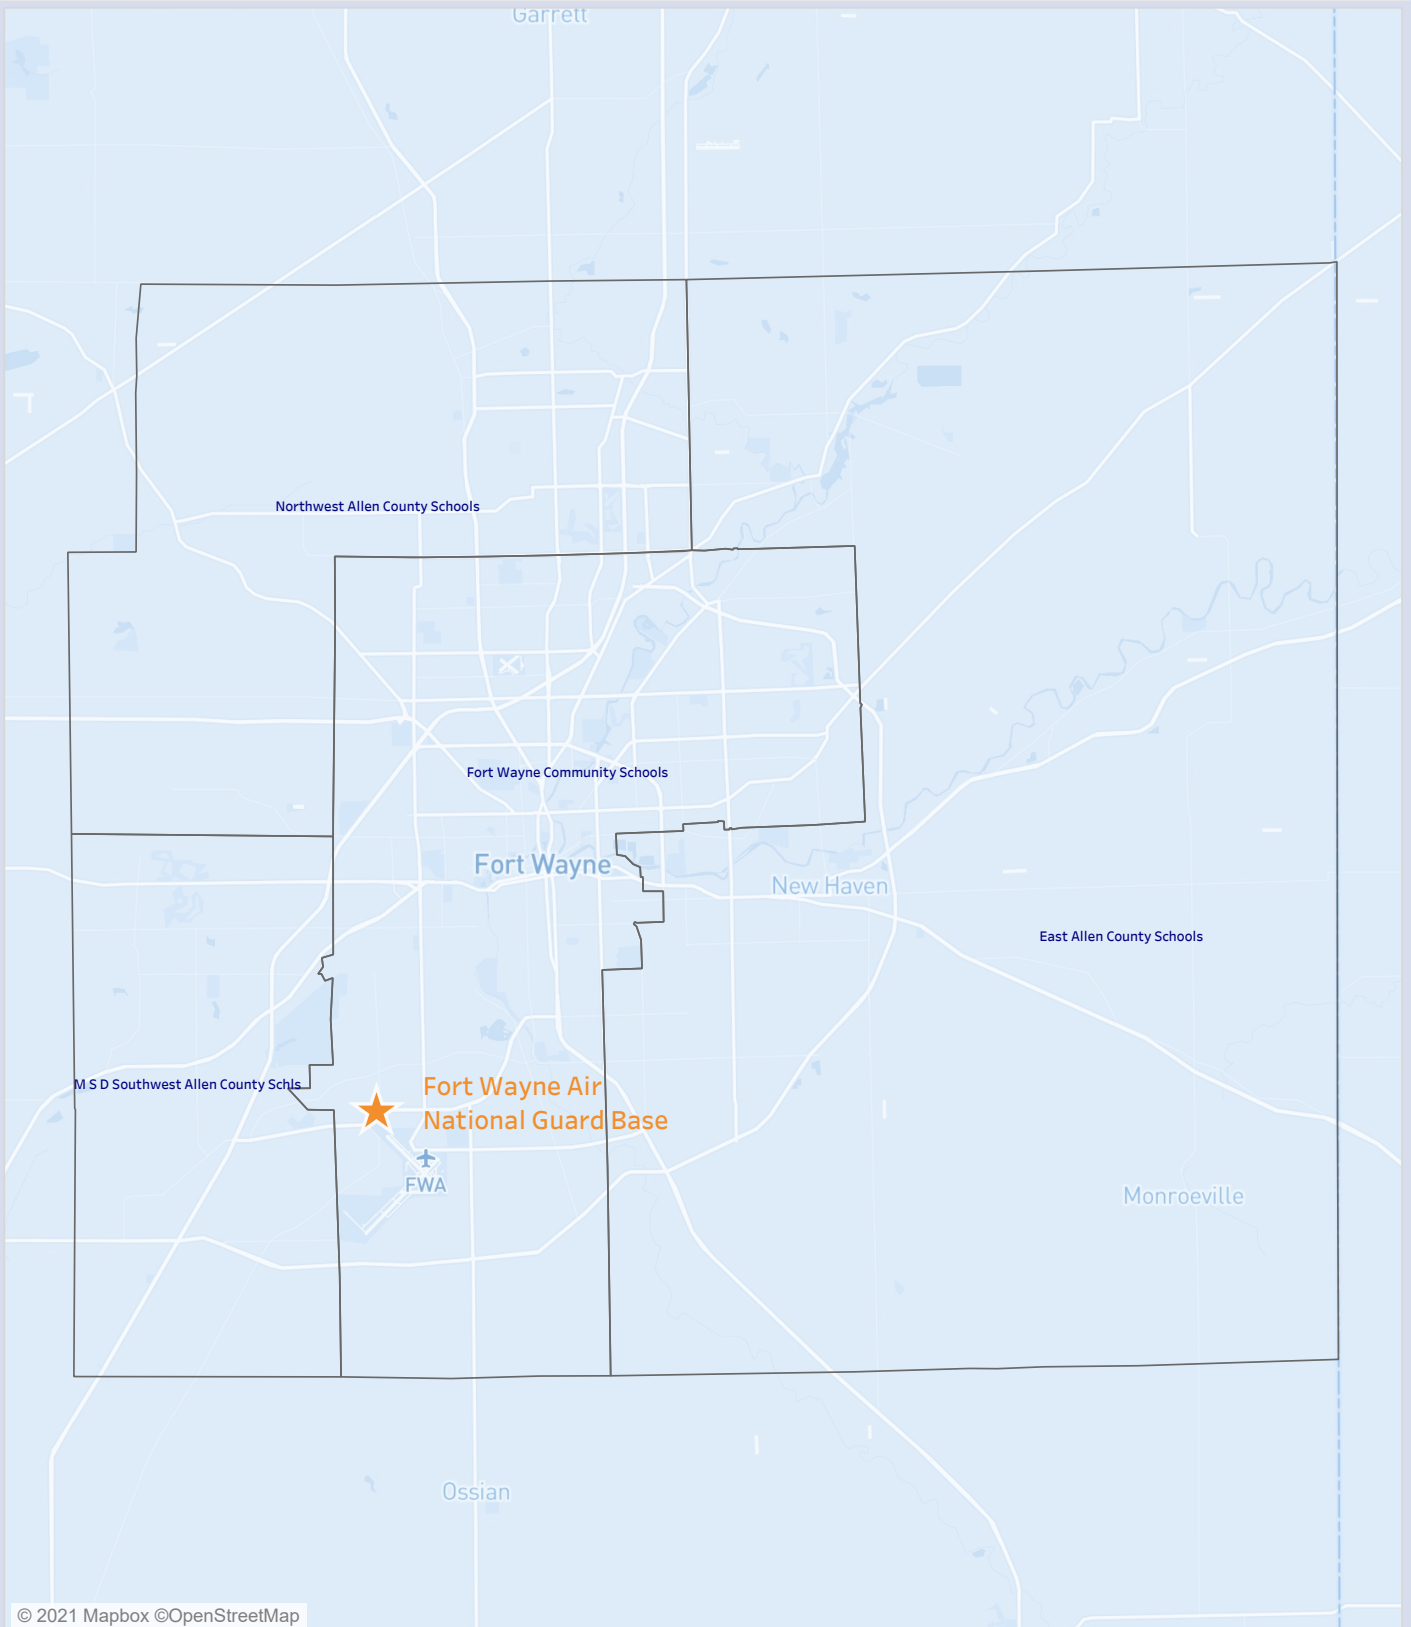 Garrett
Northwest Allen County Schools
Fort Wayne Community Schools
Fort Wayne
New Haven
East Allen County Schools
M S D Southwest Allen County Schls
Fort Wayne Air
National Guard Base
FWA
Monroeville
Ossian
© 2021 Mapbox ©OpenStreetMap